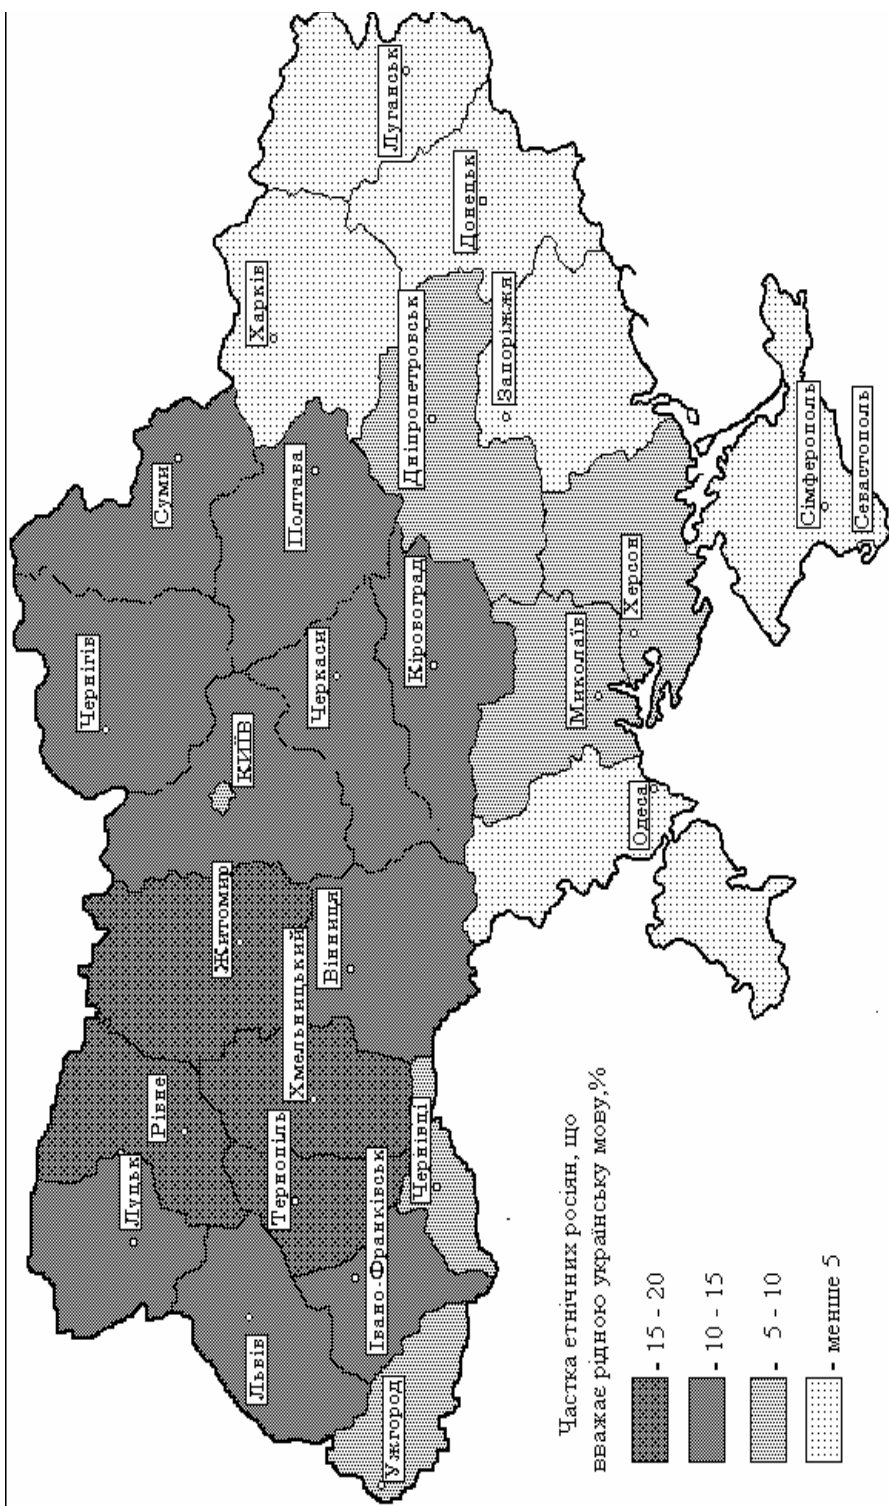 Луцьк
Рівне
Житомир
Чернігів
Суми
КИЇВ
Львів
Тернопіль
Хмельницький
Вінниця
Черкаси
Полтава
Харків
Луганськ
Ужгород
Івано-Франківськ
Чернівці
Кіровоград
Дніпропетровськ
Донецьк
Запоріжжя
Миколаїв
Херсон
Одеса
Сімферополь
Севастополь
Частка етнічних росіян, що
вважає рідною українську мову,%
- 15 - 20
- 10 - 15
- 5 - 10
- менше 5